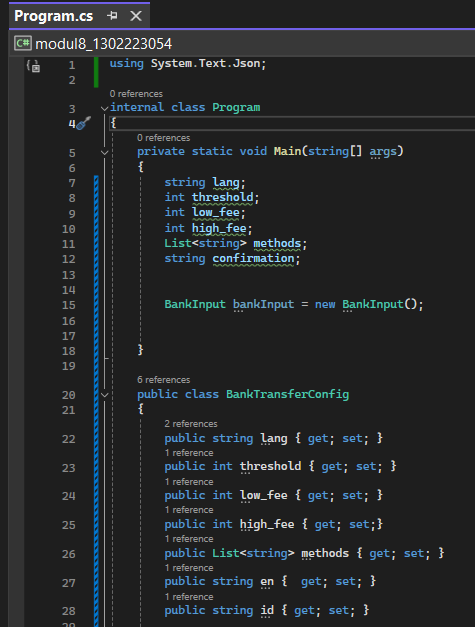 Program.cs
C# modul8_1302223054
1 using System.Text.Json;
2
0 references
3 internal class Program
4 {
0 references
5 private static void Main(string[] args)
6 {
7 string lang;
8 int threshold;
9 int low_fee;
10 int high_fee;
11 List<string> methods;
12 string confirmation;
13
14
15 BankInput bankInput = new BankInput();
16
17
18 }
19
6 references
20 public class BankTransferConfig
21 {
2 references
22 public string lang { get; set; }
1 reference
23 public int threshold { get; set; }
1 reference
24 public int low_fee { get; set; }
1 reference
25 public int high_fee { get; set;}
1 reference
26 public List<string> methods { get; set; }
1 reference
27 public string en {  get; set; }
1 reference
28 public string id { get; set; }